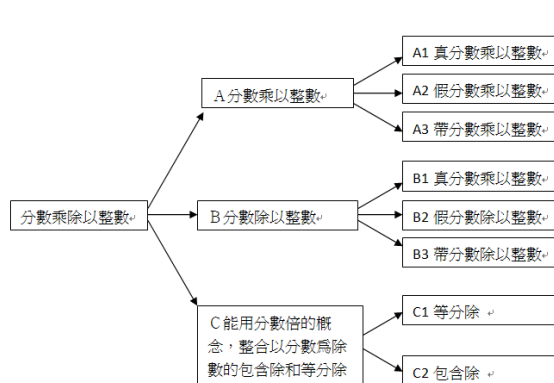 A1 真分數乘以整數
A2 假分數乘以整數
A3 帶分數乘以整數
A分數乘以整數
B1 真分數乘以整數
B2 假分數除以整數
B3 帶分數除以整數
B分數除以整數
分數乘除以整數
C能用分數倍的概
念，整合以分數為除
數的包含除和等分除
C1 等分除
C2 包含除